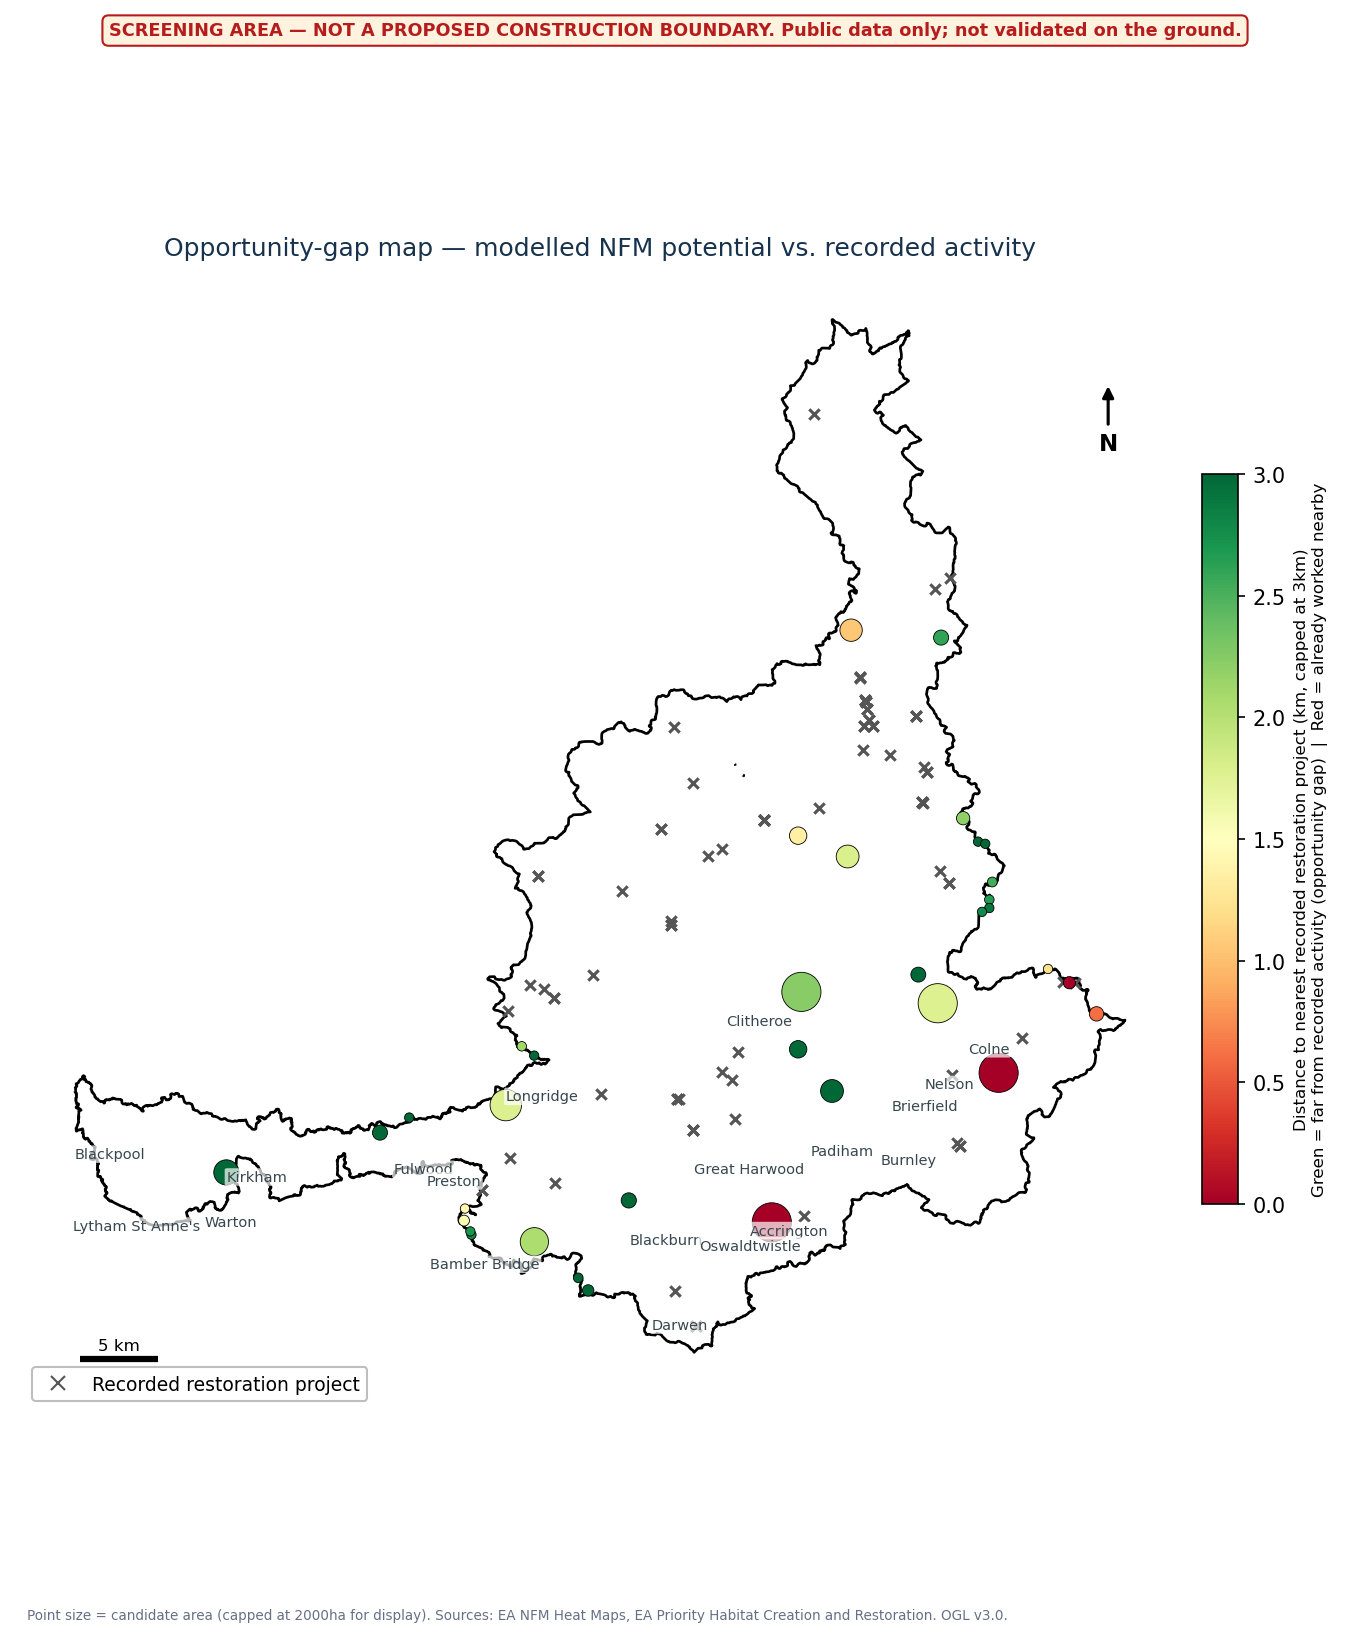 SCREENING AREA — NOT A PROPOSED CONSTRUCTION BOUNDARY. Public data only; not validated on the ground.
Opportunity-gap map — modelled NFM potential vs. recorded activity
N
3.0
2.5
2.0
1.5
1.0
0.5
0.0
Distance to nearest recorded restoration project (km, capped at 3km)
Green = far from recorded activity (opportunity gap) | Red = already worked nearby
Clitheroe
Colne
Nelson
Longridge
Brierfield
Blackpool
Padiham
Burnley
Fulwood
Great Harwood
Kirkham
Preston
Lytham St Anne's
Warton
Accrington
Blackburn
Oswaldtwistle
Bamber Bridge
Darwen
5 km
Recorded restoration project
Point size = candidate area (capped at 2000ha for display). Sources: EA NFM Heat Maps, EA Priority Habitat Creation and Restoration. OGL v3.0.